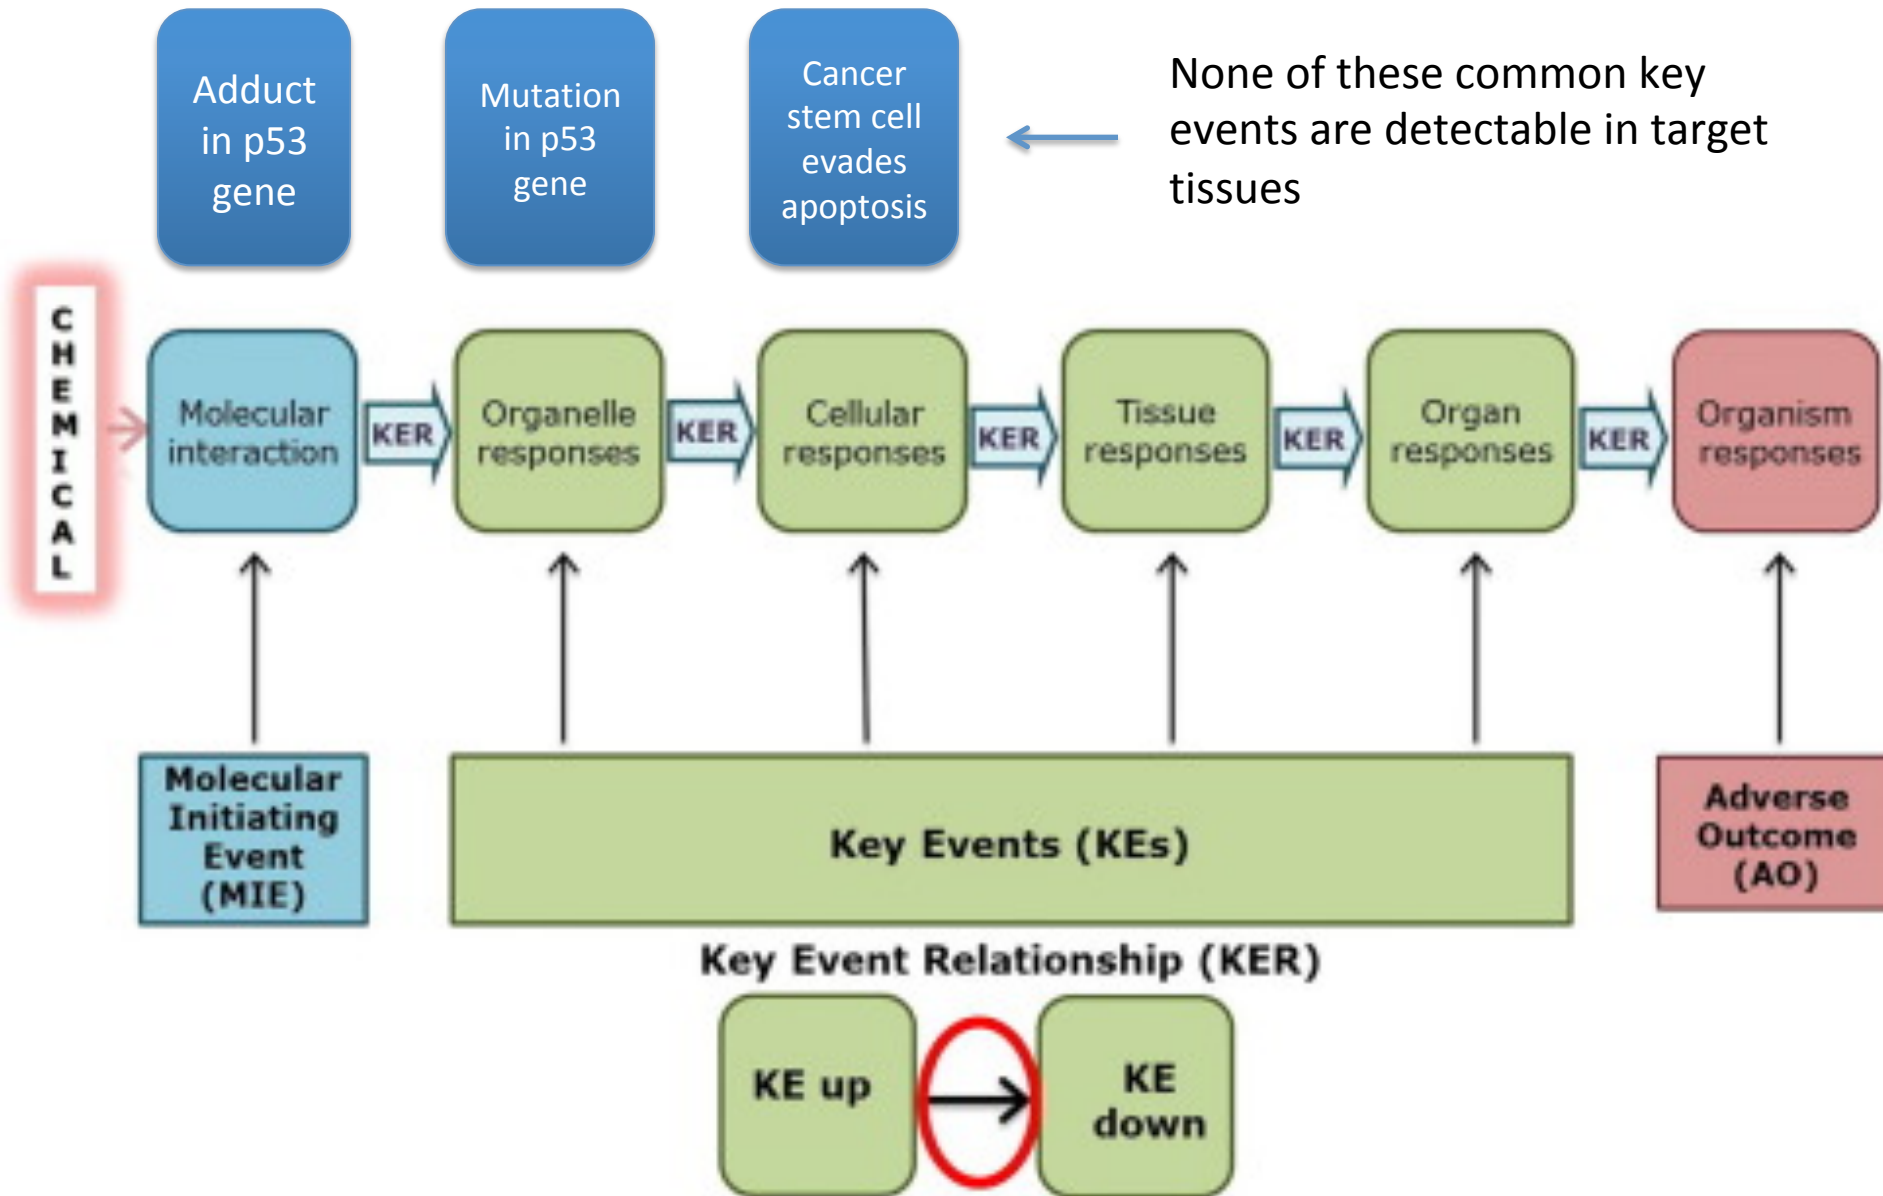 Adduct
in p53
gene
Mutation
in p53
gene
Cancer
stem cell
evades
apoptosis
None of these common key
events are detectable in target
tissues
CHEMICAL
Molecular
interaction
KER
Organelle
responses
KER
Cellular
responses
KER
Tissue
responses
KER
Organ
responses
KER
Organism
responses
Molecular
Initiating
Event
(MIE)
Key Events (KEs)
Adverse
Outcome
(AO)
Key Event Relationship (KER)
KE up
KE
down